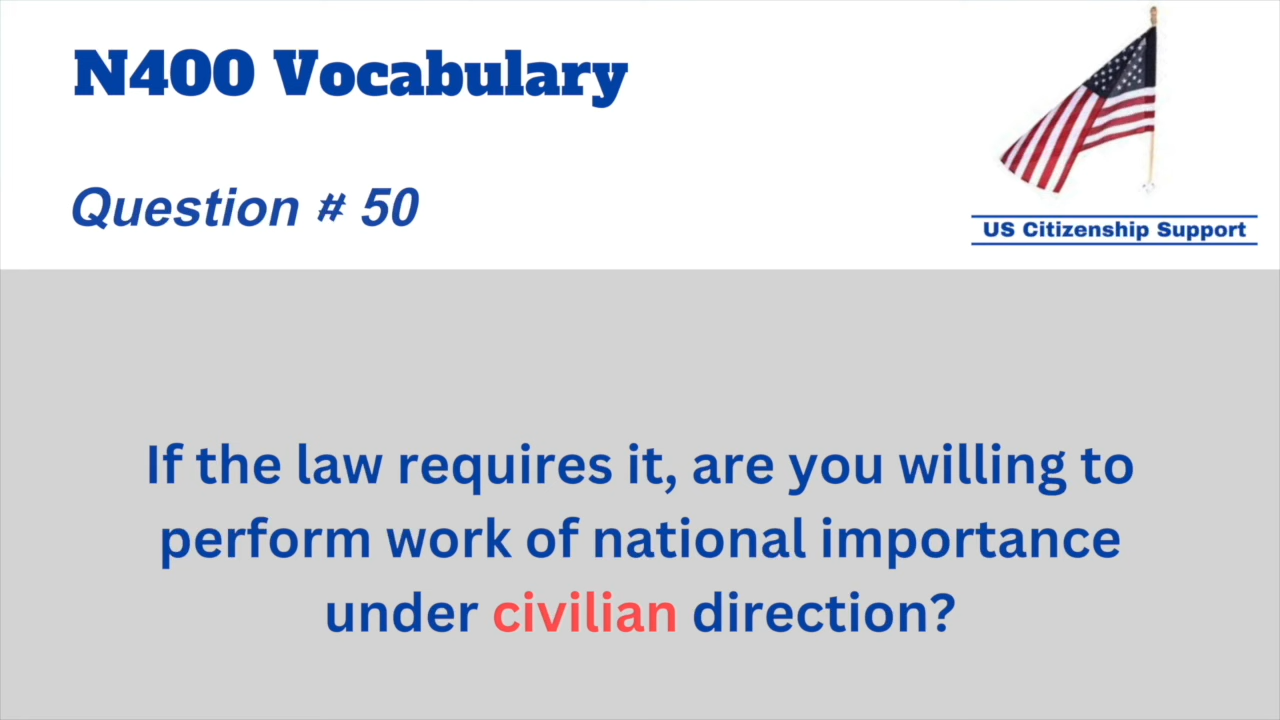 N400 Vocabulary
Question # 50
US Citizenship Support
If the law requires it, are you willing to
perform work of national importance
under civilian direction?